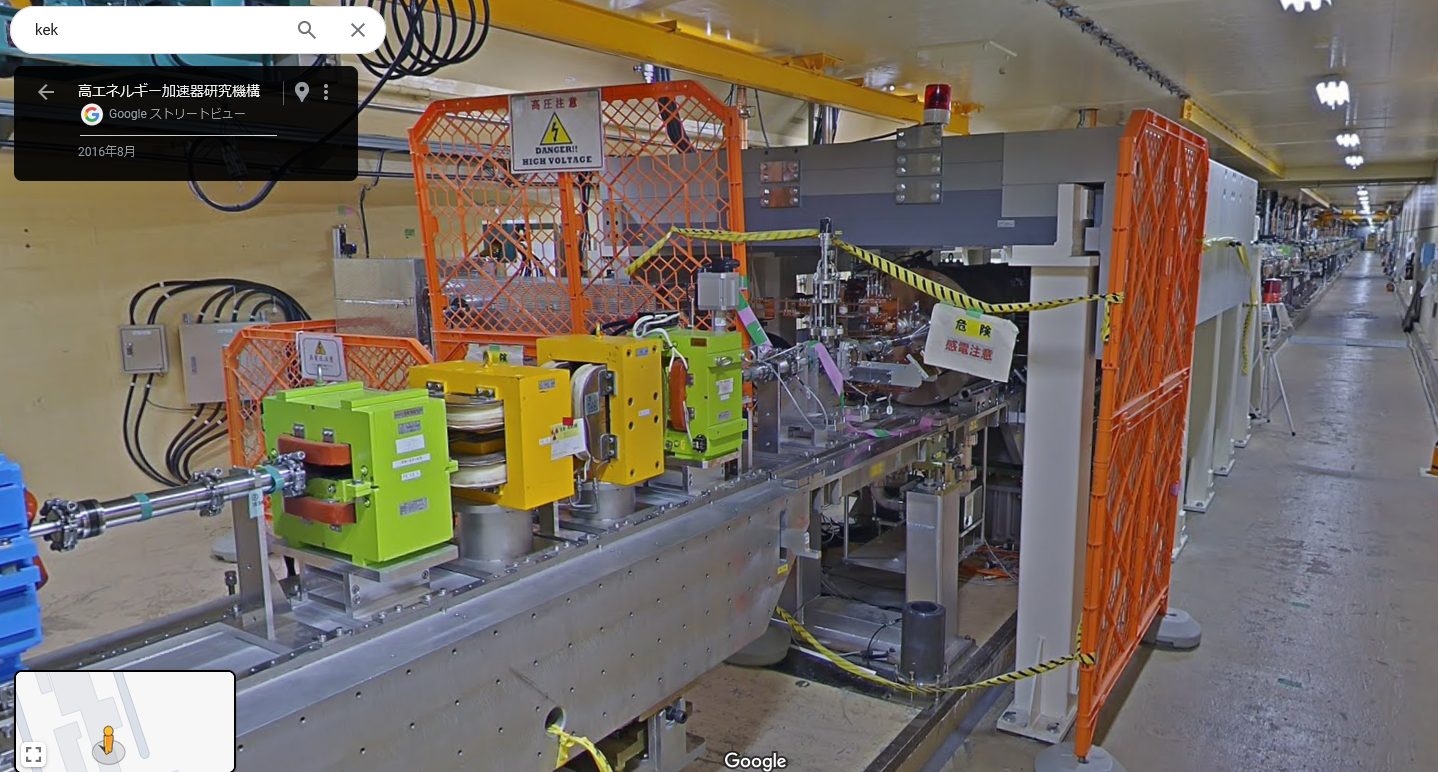 kek
高エネルギー加速器研究機構
Google ストリートビュー
2016年8月
高圧注意
DANGER!!
HIGH VOLTAGE
危険
感電注意
Google